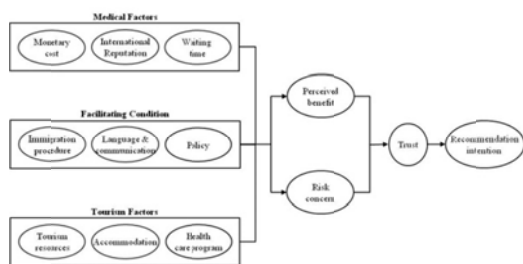 Medical Factors
Monetary
cost
International
Reputation
Waiting
time
Facilitating Condition
Immigration
procedure
Language &
communication
Policy
Tourism Factors
Tourism
resources
Accommodation
Health
care program
Perceived
benefit
Risk
concern
Trust
Recommendation
intention